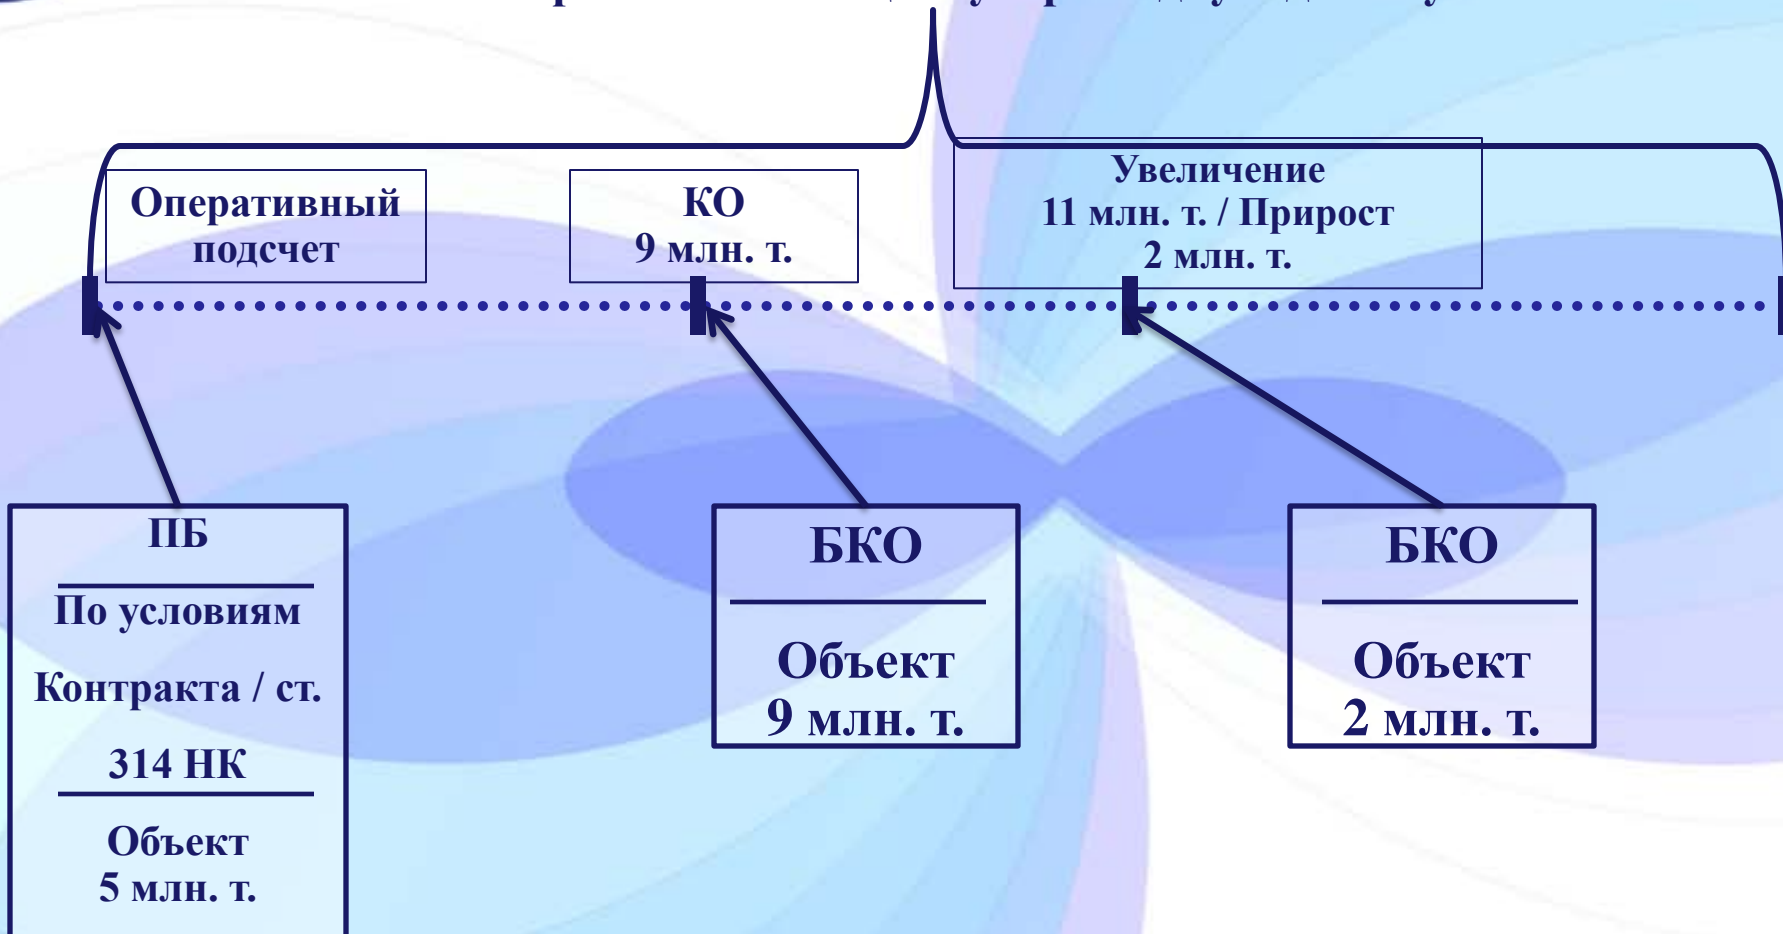 Оперативный
подсчет
КО
9 млн. т.
Увеличение
11 млн. т. / Прирост
2 млн. т.
ПБ
По условиям
Контракта / ст.
314 НК
Объект
5 млн. т.
БКО
Объект
9 млн. т.
БКО
Объект
2 млн. т.